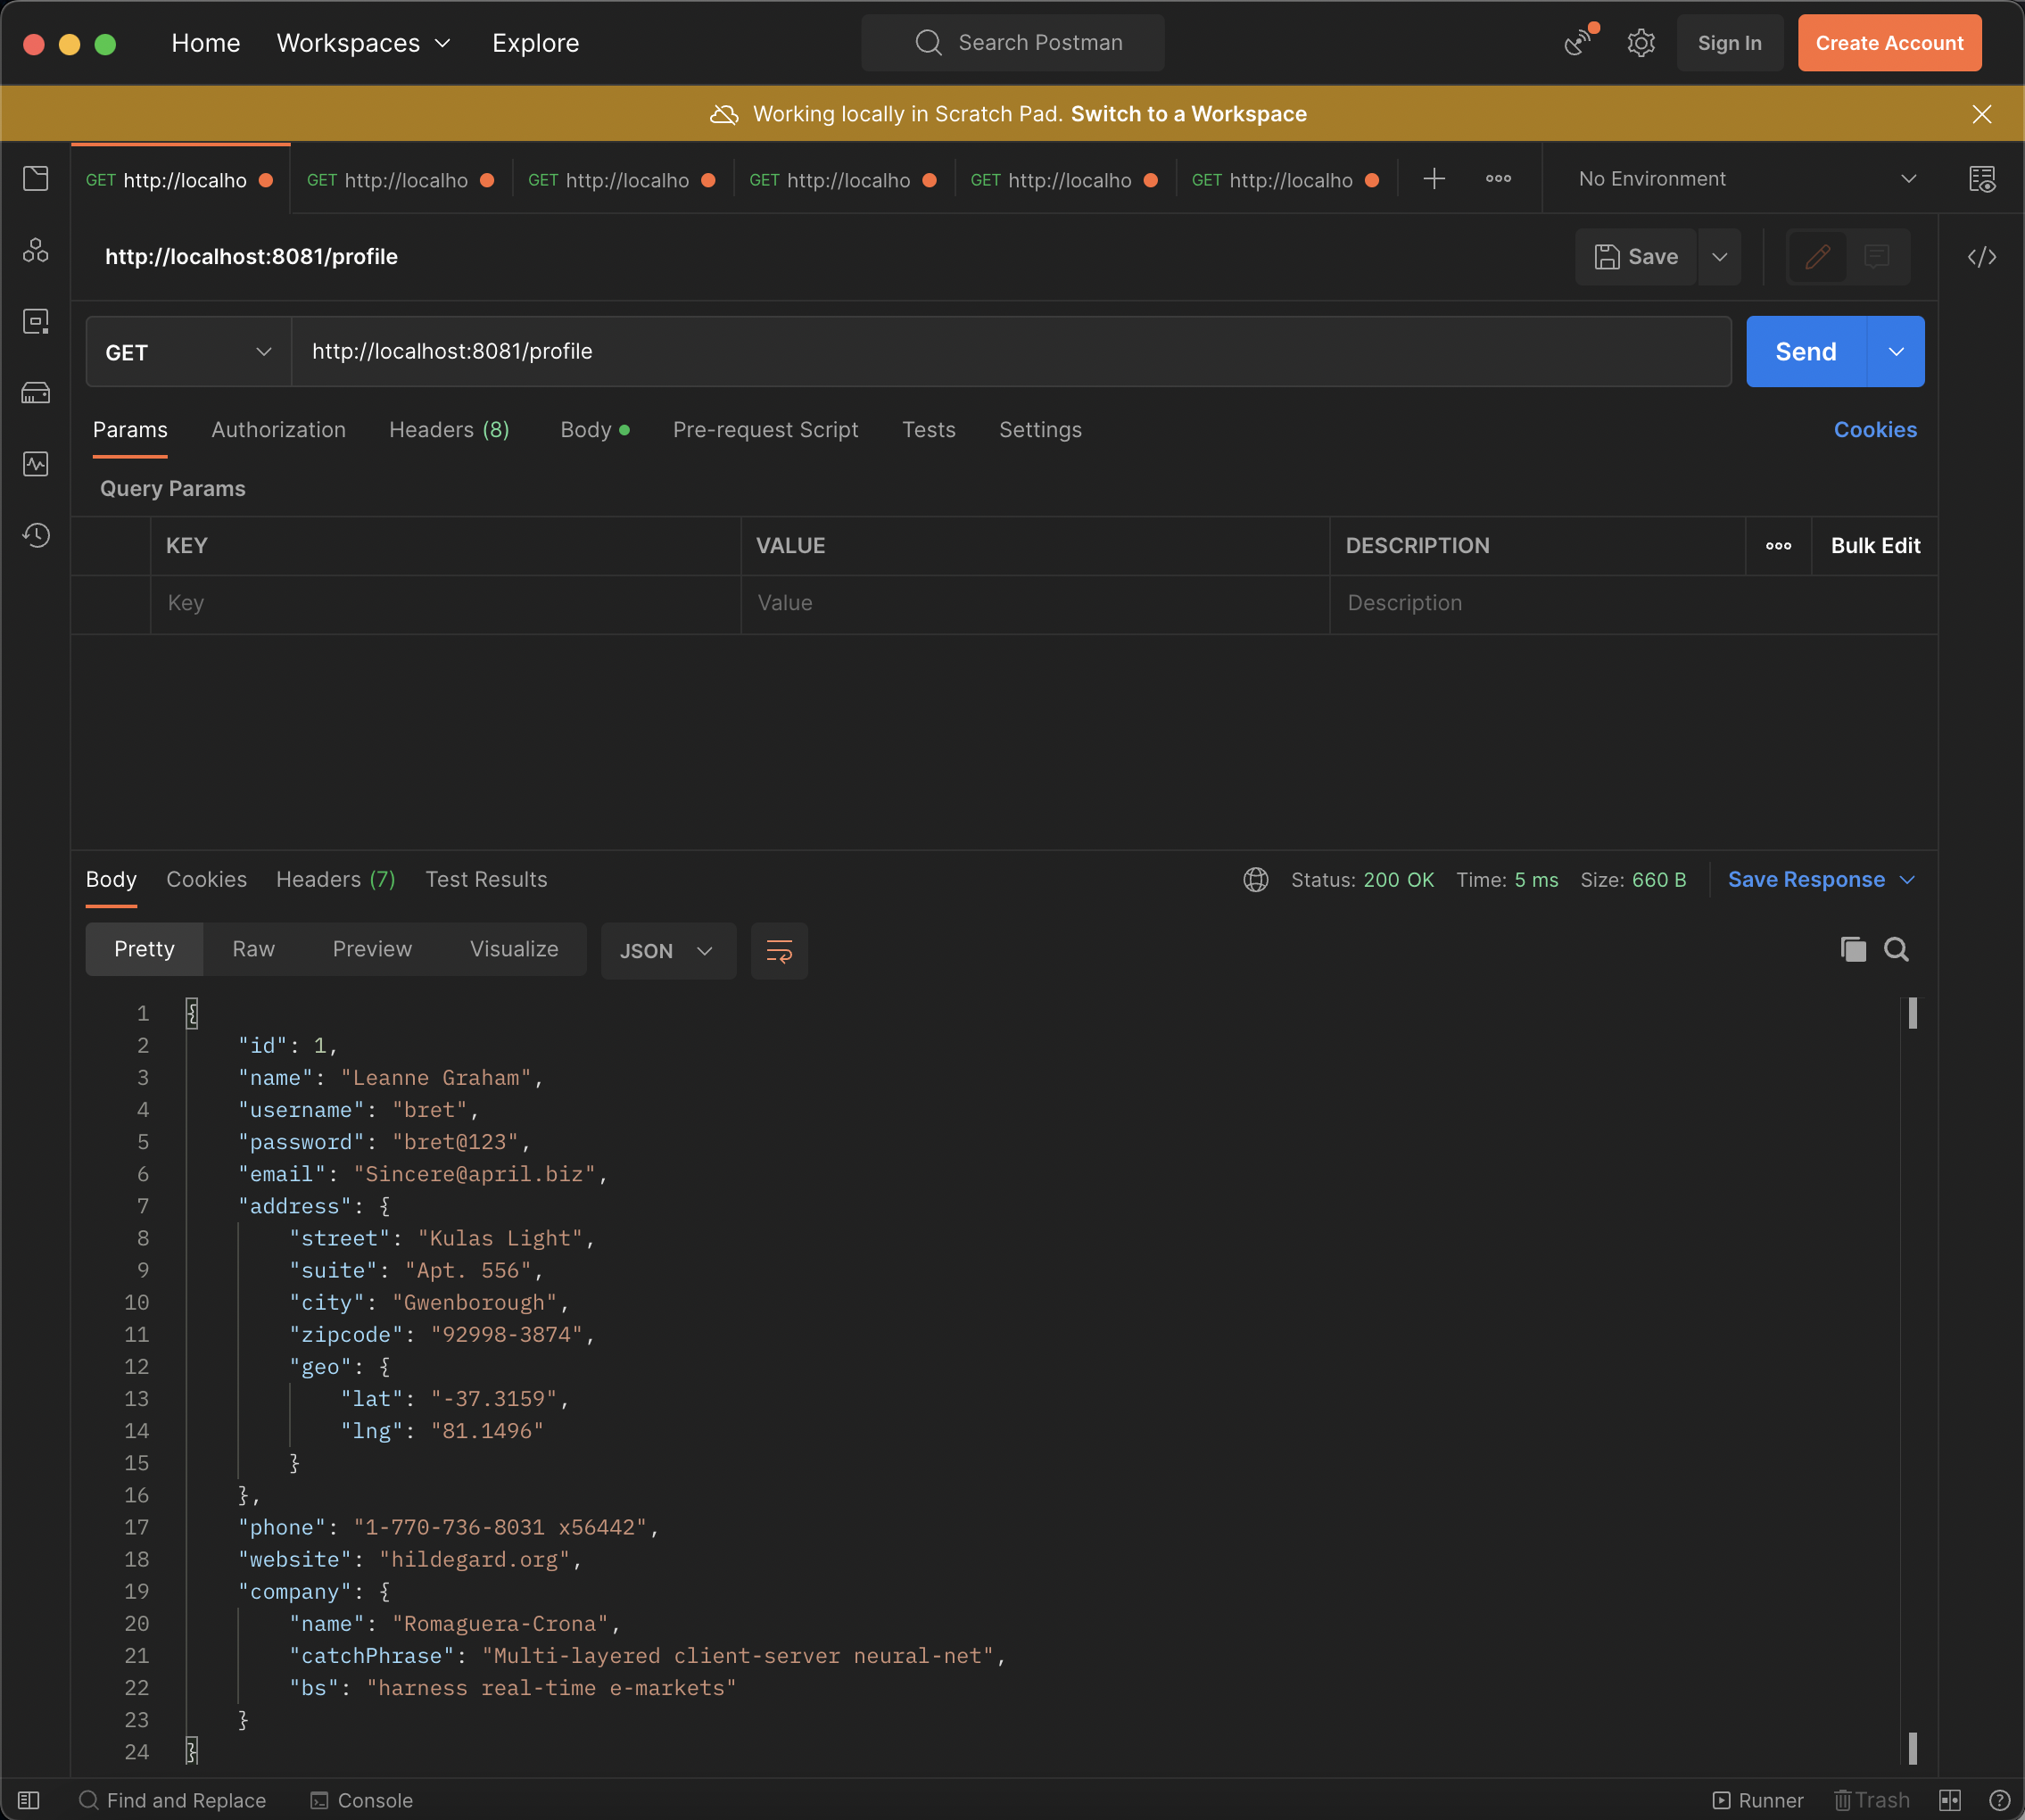 Home Workspaces Explore Search Postman Sign In Create Account
Working locally in Scratch Pad. Switch to a Workspace
GET http://localho GET http://localho GET http://localho GET http://localho GET http://localho GET http://localho No Environment
http://localhost:8081/profile Save
GET http://localhost:8081/profile Send
Params Authorization Headers (8) Body Pre-request Script Tests Settings Cookies
Query Params
KEY VALUE DESCRIPTION Bulk Edit
Key Value Description
Body Cookies Headers (7) Test Results Status: 200 OK Time: 5 ms Size: 660 B Save Response
Pretty Raw Preview Visualize JSON
1 {
2 "id": 1,
3 "name": "Leanne Graham",
4 "username": "bret",
5 "password": "bret@123",
6 "email": "Sincere@april.biz",
7 "address": {
8 "street": "Kulas Light",
9 "suite": "Apt. 556",
10 "city": "Gwenborough",
11 "zipcode": "92998-3874",
12 "geo": {
13 "lat": "-37.3159",
14 "lng": "81.1496"
15 }
16 },
17 "phone": "1-770-736-8031 x56442",
18 "website": "hildegard.org",
19 "company": {
20 "name": "Romaguera-Crona",
21 "catchPhrase": "Multi-layered client-server neural-net",
22 "bs": "harness real-time e-markets"
23 }
24 }
Find and Replace Console Runner Trash